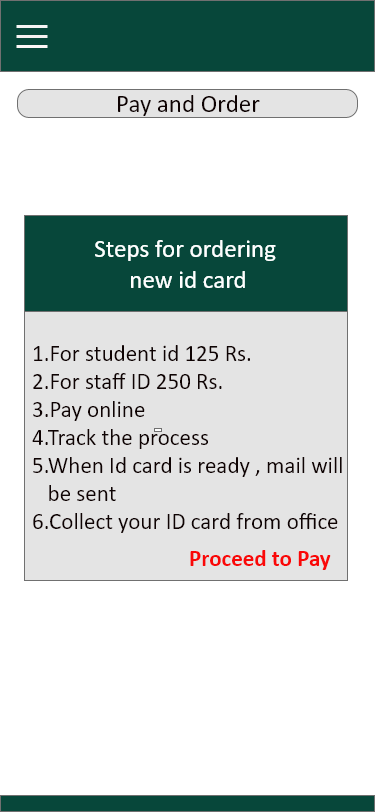 Pay and Order
Steps for ordering
new id card
1.For student id 125 Rs.
2.For staff ID 250 Rs.
3.Pay online
4.Track the process
5.When Id card is ready , mail will
be sent
6.Collect your ID card from office
Proceed to Pay